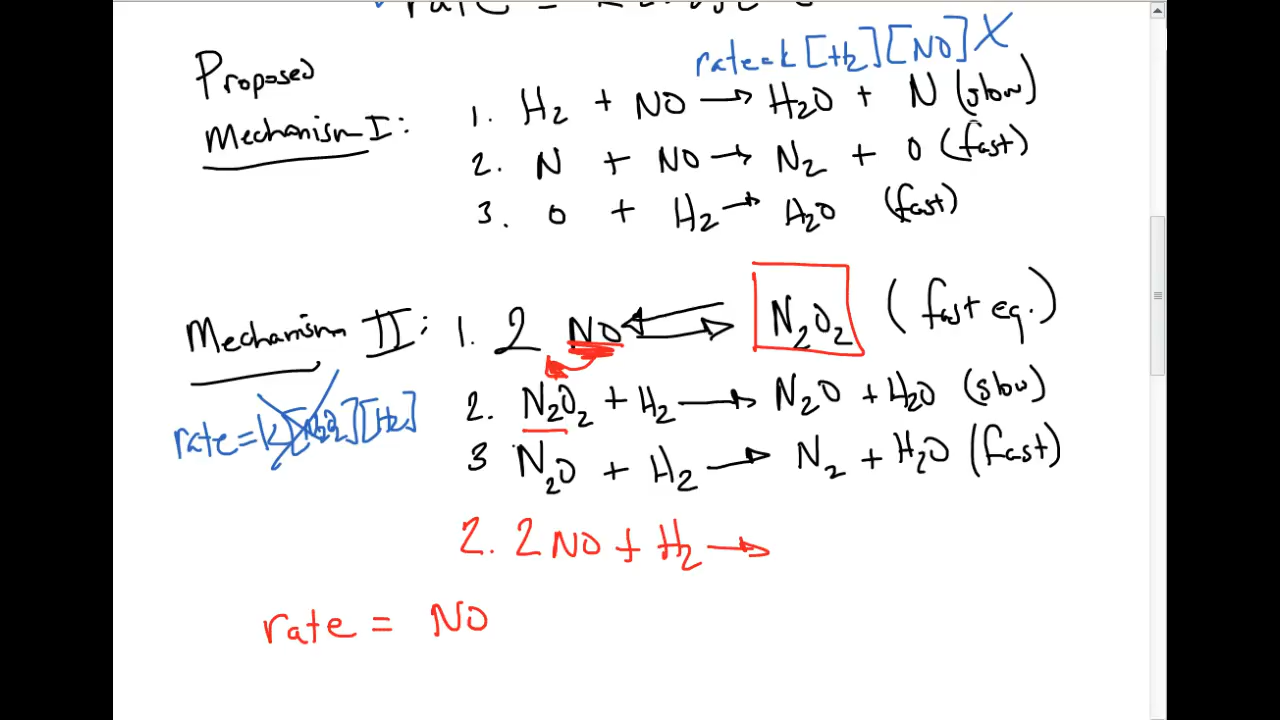 rate =
rate = k [H2] [NO] X
Proposed
Mechanism I:
1. H2 + NO → H2O + N (slow)
2. N + NO → N2 + O (fast)
3. O + H2 → H2O (fast)
Mechanism II: 1. 2 NO ⇌ N2O2 (fast eq.)
2. N2O2 + H2 → N2O + H2O (slow)
rate = k [N2O2] [H2]
3 N2O + H2 → N2 + H2O (fast)
2. 2 NO + H2 →
rate = NO